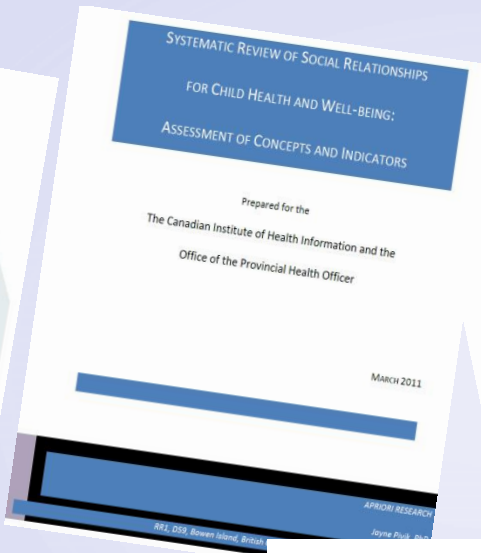 SYSTEMATIC REVIEW OF SOCIAL RELATIONSHIPS
FOR CHILD HEALTH AND WELL-BEING:
ASSESSMENT OF CONCEPTS AND INDICATORS
Prepared for the
The Canadian Institute of Health Information and the
Office of the Provincial Health Officer
MARCH 2011
APRIORI RESEARCH
Jayne Pivik, PhD
RR1, D59, Bowen Island, British